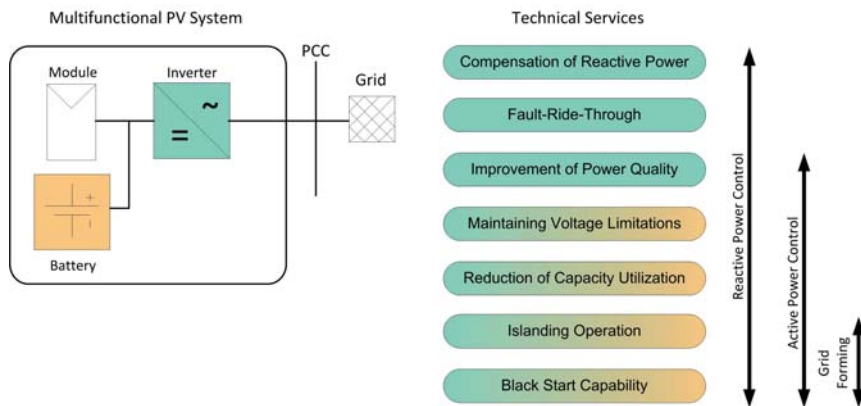 Multifunctional PV System
Module
Inverter
PCC
Grid
~
=
+
-
Battery
Technical Services
Compensation of Reactive Power
Fault-Ride-Through
Improvement of Power Quality
Maintaining Voltage Limitations
Reduction of Capacity Utilization
Islanding Operation
Black Start Capability
Reactive Power Control
Active Power Control
Grid
Forming